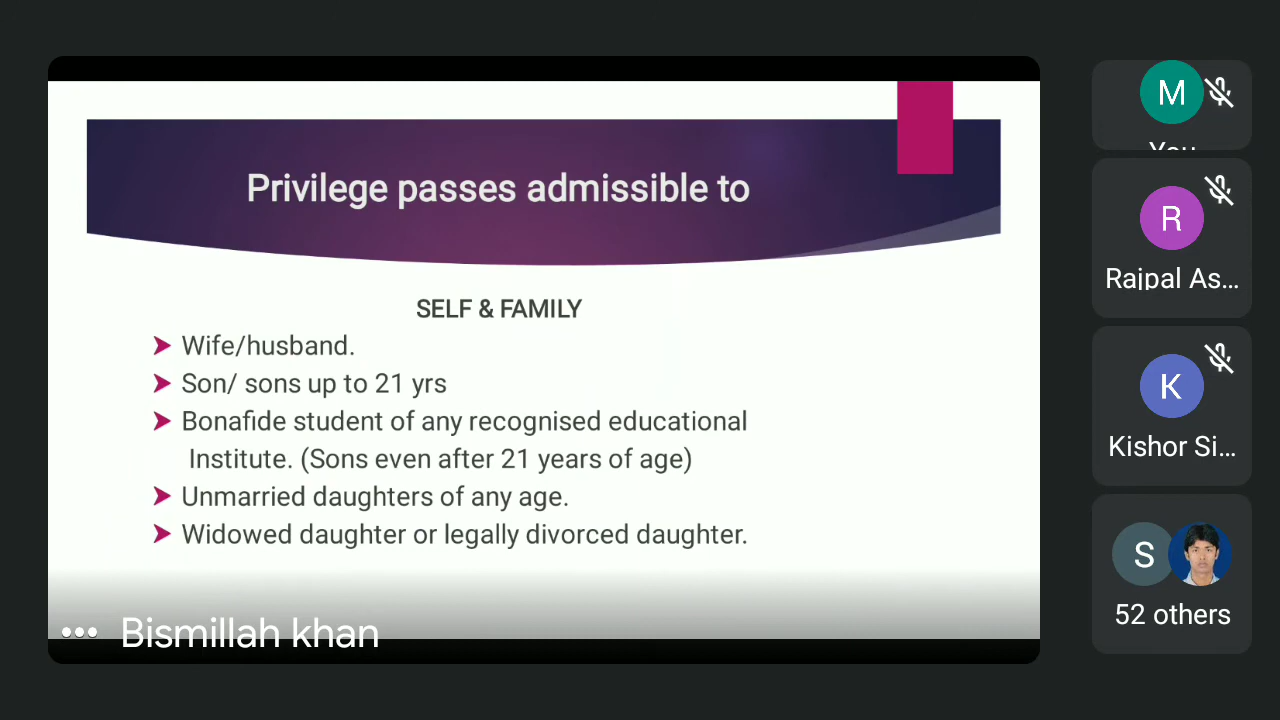 Privilege passes admissible to
SELF & FAMILY
Wife/husband.
Son/ sons up to 21 yrs
Bonafide student of any recognised educational
Institute. (Sons even after 21 years of age)
Unmarried daughters of any age.
Widowed daughter or legally divorced daughter.
Bismillah khan
M
You
R
Rajpal As...
K
Kishor Si...
S
52 others